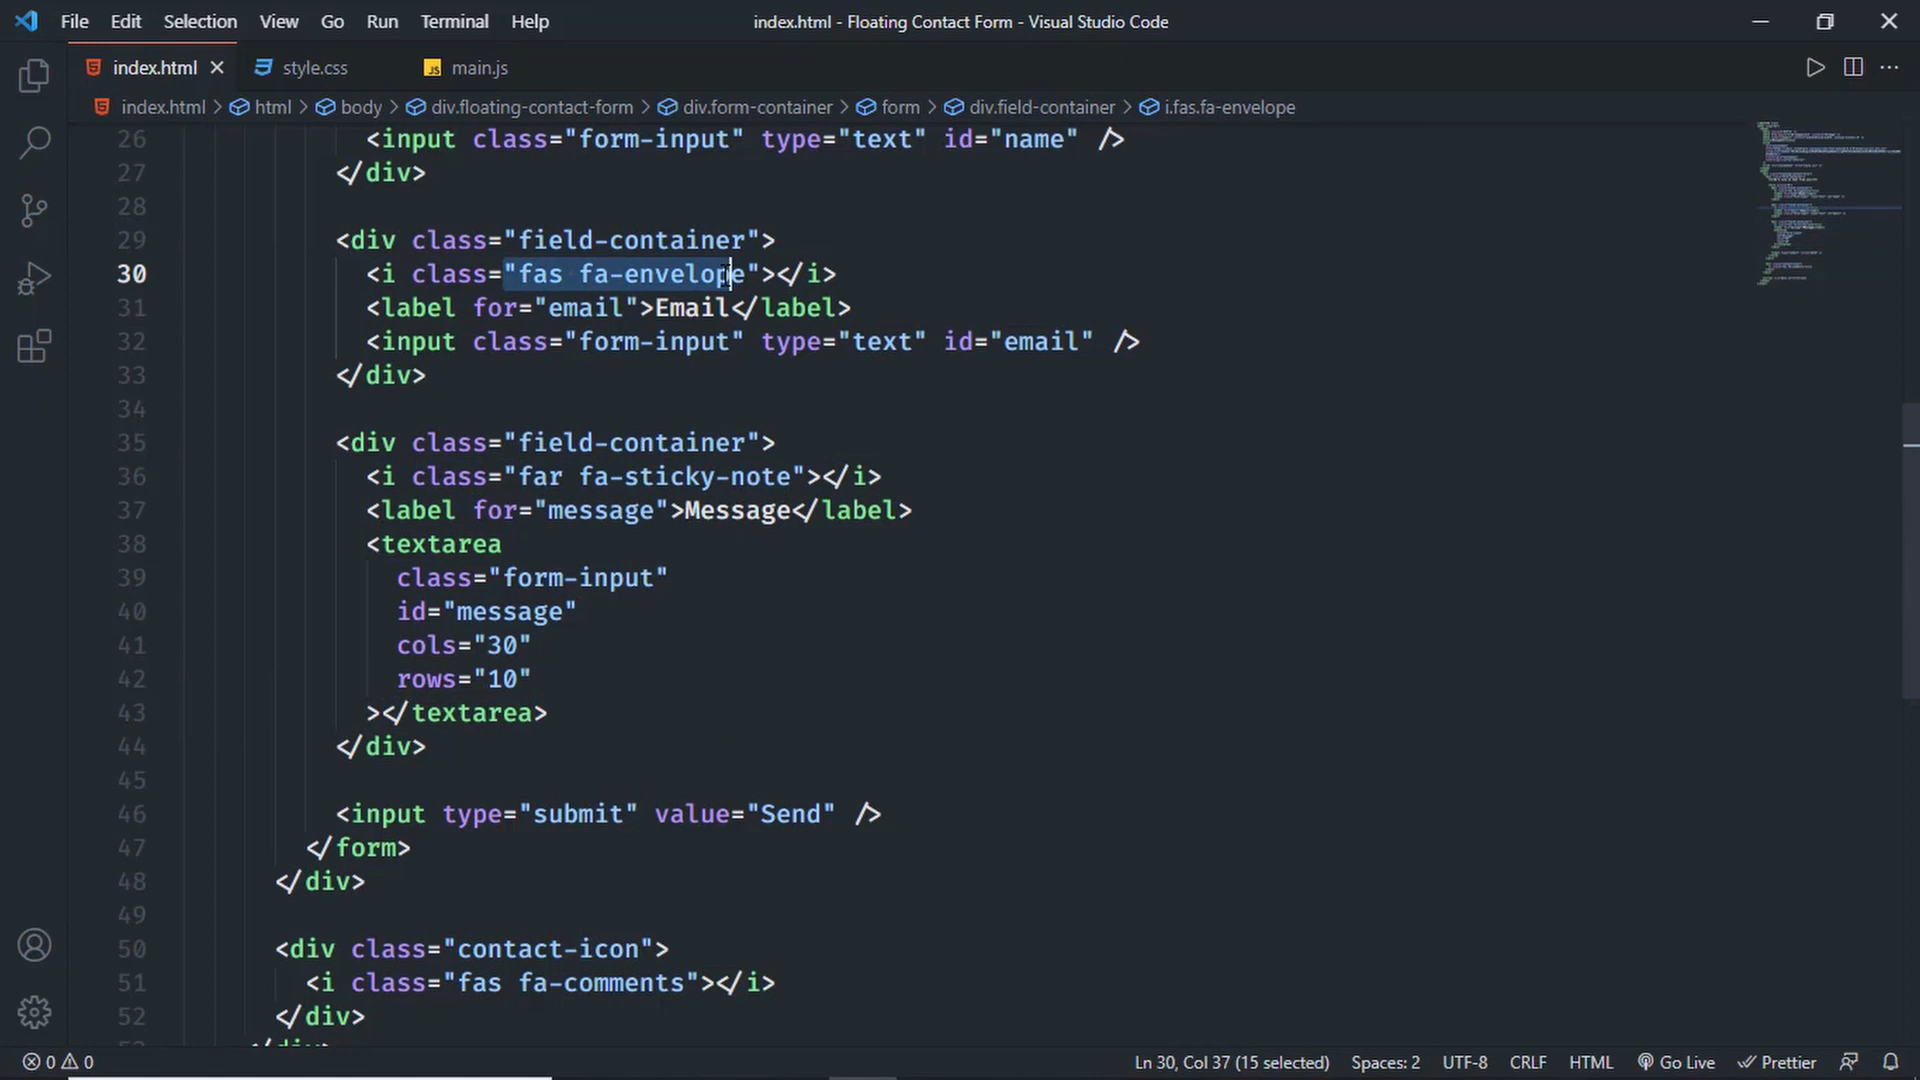 File Edit Selection View Go Run Terminal Help index.html - Floating Contact Form - Visual Studio Code
index.html style.css JS main.js
index.html > html > body > div.floating-contact-form > div.form-container > form > div.field-container > i.fas.fa-envelope
26 <input class="form-input" type="text" id="name" />
27 </div>
28
29 <div class="field-container">
30 <i class="fas fa-envelope"></i>
31 <label for="email">Email</label>
32 <input class="form-input" type="text" id="email" />
33 </div>
34
35 <div class="field-container">
36 <i class="far fa-sticky-note"></i>
37 <label for="message">Message</label>
38 <textarea
39 class="form-input"
40 id="message"
41 cols="30"
42 rows="10"
43 ></textarea>
44 </div>
45
46 <input type="submit" value="Send" />
47 </form>
48 </div>
49
50 <div class="contact-icon">
51 <i class="fas fa-comments"></i>
52 </div>
0 0 Ln 30, Col 37 (15 selected) Spaces: 2 UTF-8 CRLF HTML Go Live Prettier